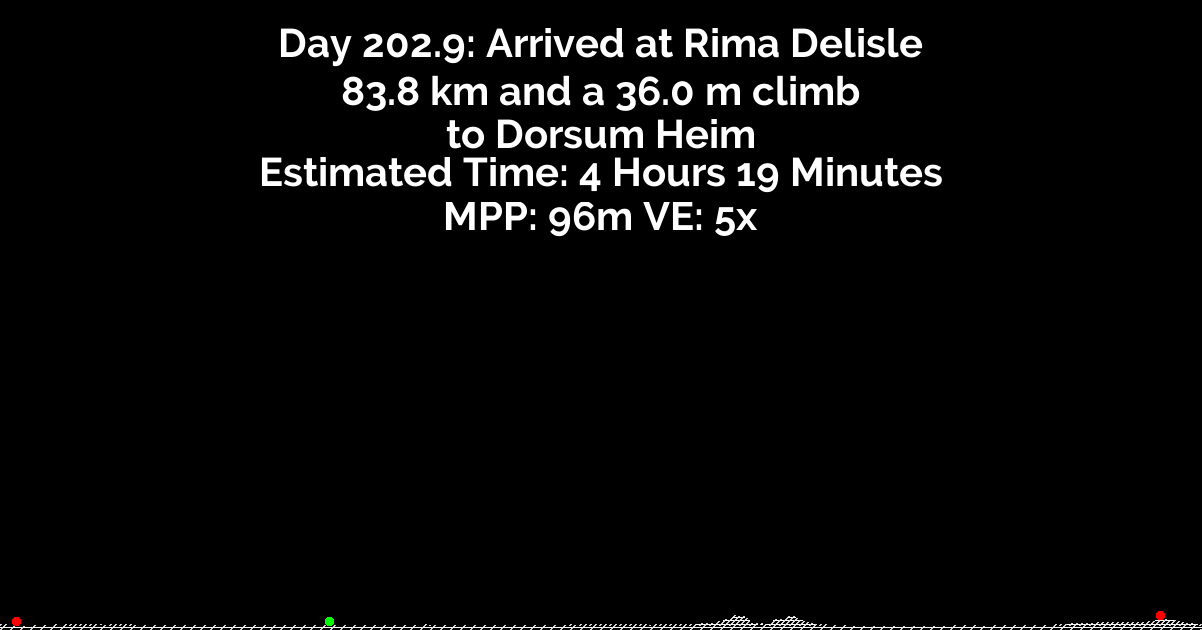 Day 202.9: Arrived at Rima Delisle
83.8 km and a 36.0 m climb
to Dorsum Heim
Estimated Time: 4 Hours 19 Minutes
MPP: 96m VE: 5x